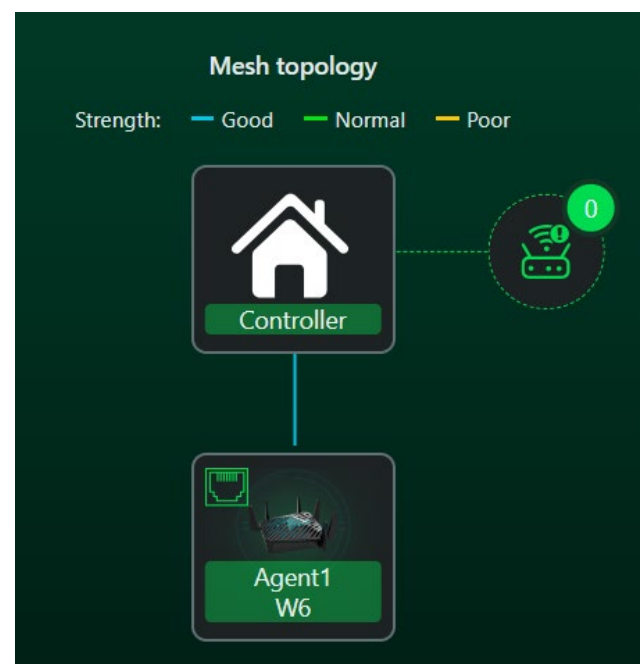 Mesh topology
Strength: Good Normal Poor
0
Controller
Agent1
W6